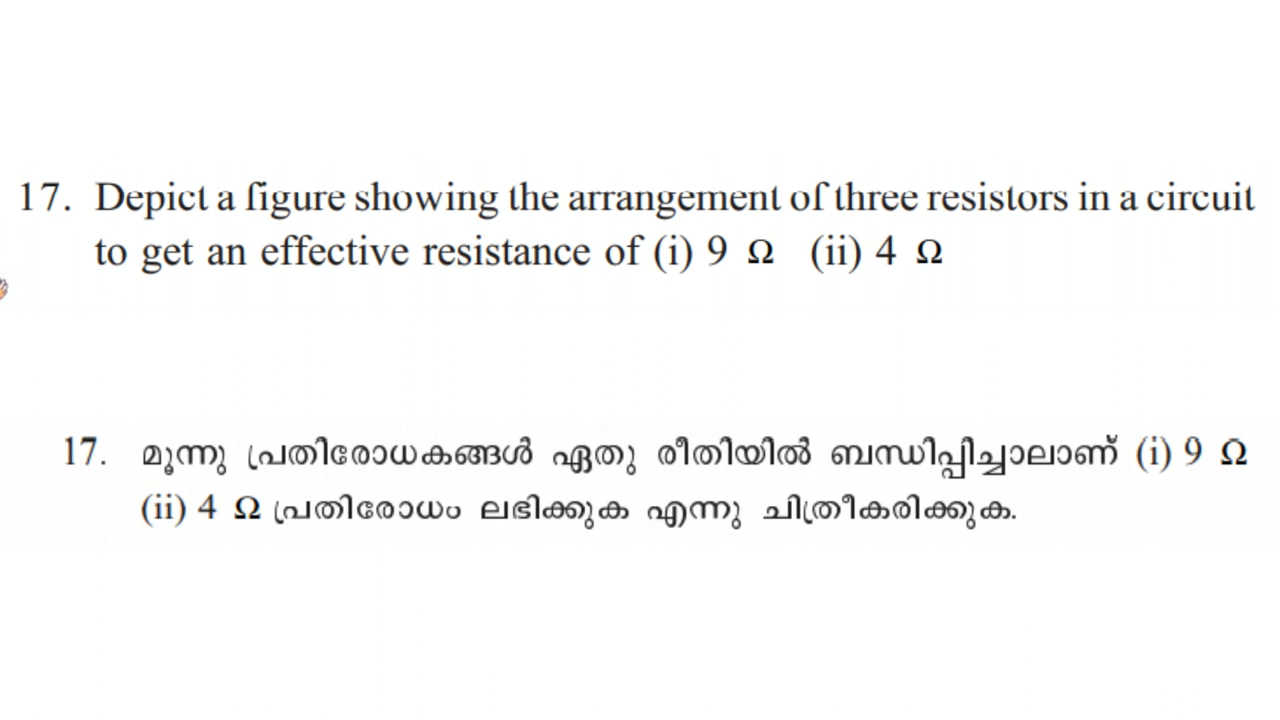 17. Depict a figure showing the arrangement of three resistors in a circuit
to get an effective resistance of (i) 9 Ω (ii) 4 Ω
17. മൂന്നു പ്രതിരോധകങ്ങൾ ഏതു രീതിയിൽ ബന്ധിപ്പിച്ചാലാണ് (i) 9 Ω
(ii) 4 Ω പ്രതിരോധം ലഭിക്കുക എന്നു ചിത്രീകരിക്കുക.